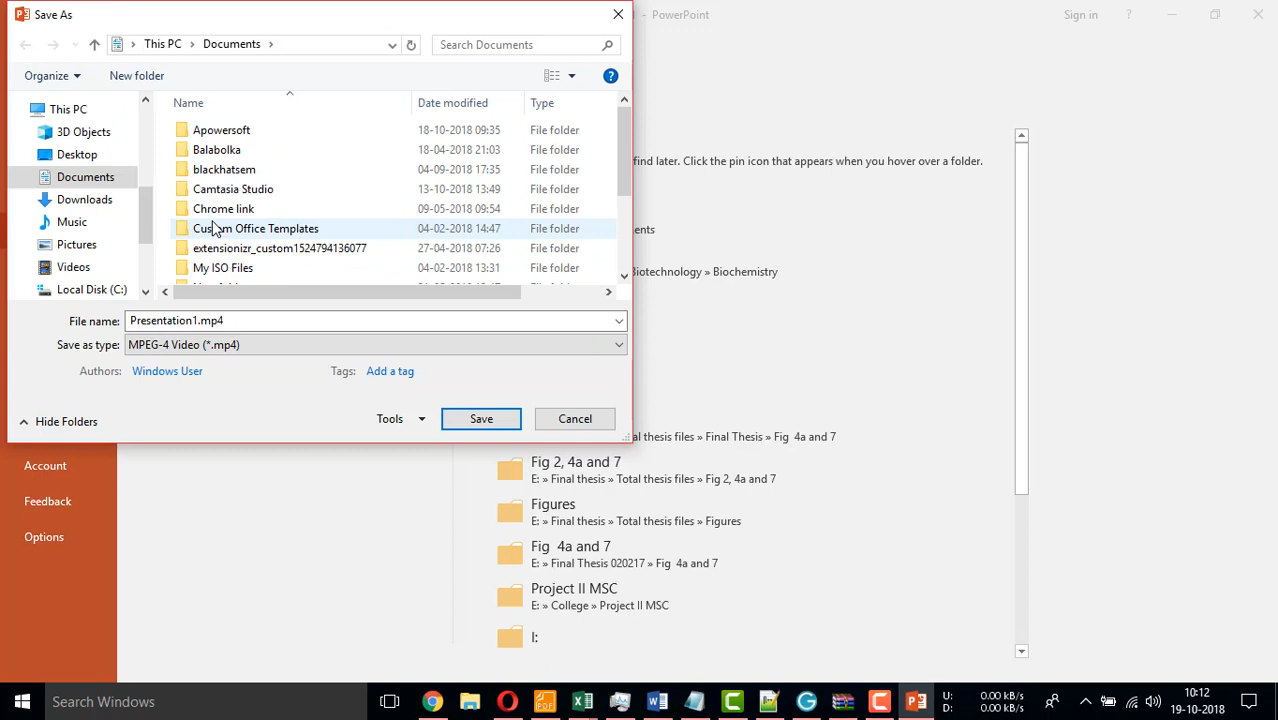 Save As
l - PowerPoint
Sign in
?
This PC
Documents
Search Documents
Organize
New folder
?
This PC
3D Objects
Desktop
Documents
Downloads
Music
Pictures
Videos
Local Disk (C:)
Name Date modified Type
Apowersoft 18-10-2018 09:35 File folder
Balabolka 18-04-2018 21:03 File folder
blackhatsem 04-09-2018 17:35 File folder
Camtasia Studio 13-10-2018 13:49 File folder
Chrome link 09-05-2018 09:54 File folder
Custom Office Templates 04-02-2018 14:47 File folder
extensionizr_custom1524794136077 27-04-2018 07:26 File folder
My ISO Files 04-02-2018 13:31 File folder
File name: Presentation1.mp4
Save as type: MPEG-4 Video (*.mp4)
Authors: Windows User
Tags: Add a tag
Hide Folders
Tools
Save
Cancel
find later. Click the pin icon that appears when you hover over a folder.
ents
Biotechnology » Biochemistry
al thesis files » Final Thesis » Fig 4a and 7
Fig 2, 4a and 7
E: » Final thesis » Total thesis files » Fig 2, 4a and 7
Figures
E: » Final thesis » Total thesis files » Figures
Fig 4a and 7
E: » Final Thesis 020217 » Fig 4a and 7
Project II MSC
E: » College » Project II MSC
I:
Account
Feedback
Options
Search Windows
U: 0.00 kB/s
D: 0.00 kB/s
10:12
19-10-2018